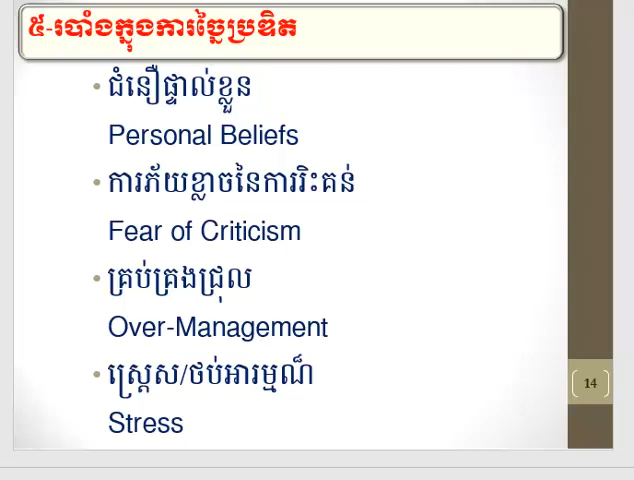 ៥-របាំងក្នុងការច្នៃប្រឌិត
• ជំនឿផ្ទាល់ខ្លួន
Personal Beliefs
• ការភ័យខ្លាចនៃការរិះគន់
Fear of Criticism
• គ្រប់គ្រងជ្រុល
Over-Management
• ស្ត្រេស/ថប់អារម្មណ៏
Stress
14